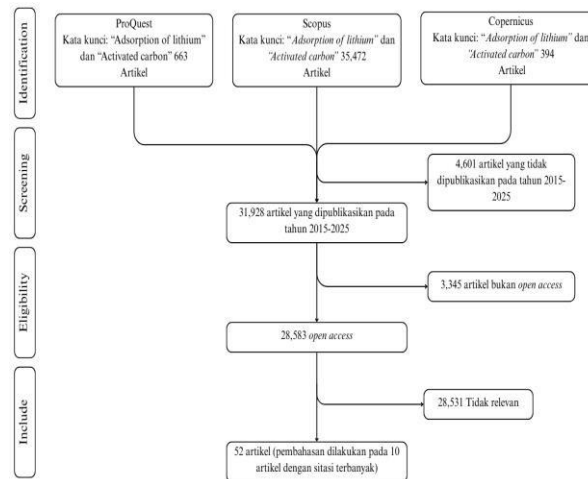 Identification
ProQuest
Kata kunci: "Adsorption of lithium"
dan "Activated carbon" 663
Artikel
Scopus
Kata kunci: "Adsorption of lithium" dan
"Activated carbon" 35,472
Artikel
Copernicus
Kata kunci: "Adsorption of lithium" dan
"Activated carbon" 394
Artikel
Screening
4,601 artikel yang tidak
dipublikasikan pada tahun 2015-
2025
31,928 artikel yang dipublikasikan pada
tahun 2015-2025
Eligibility
3,345 artikel bukan open access
28,583 open access
Include
28,531 Tidak relevan
52 artikel (pembahasan dilakukan pada 10
artikel dengan sitasi terbanyak)